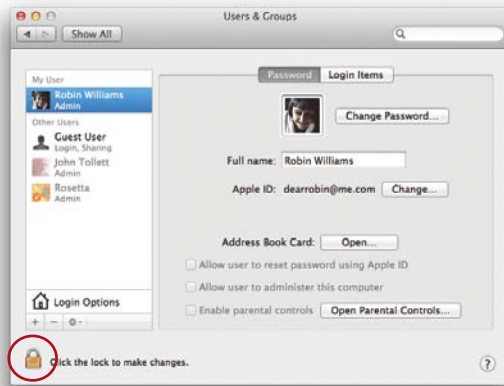 Users & Groups
Show All
Password Login Items
My User
Robin Williams
Admin
Change Password...
Other Users
Guest User
Login, Sharing
John Tollett
Admin
Rosetta
Admin
Full name: Robin Williams
Apple ID: dearrobin@me.com Change...
Address Book Card: Open...
Allow user to reset password using Apple ID
Allow user to administer this computer
Enable parental controls Open Parental Controls...
Login Options
+ −
Click the lock to make changes.
?